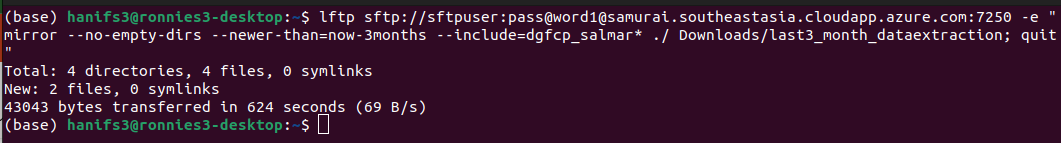 (base) hanifs3@ronnies3-desktop:~$ lftp sftp://sftpuser:pass@word1@samurai.southeastasia.cloudapp.azure.com:7250 -e "
mirror --no-empty-dirs --newer-than=now-3months --include=dgfcp_salmar* ./ Downloads/last3_month_dataextraction; quit
"
Total: 4 directories, 4 files, 0 symlinks
New: 2 files, 0 symlinks
43043 bytes transferred in 624 seconds (69 B/s)
(base) hanifs3@ronnies3-desktop:~$